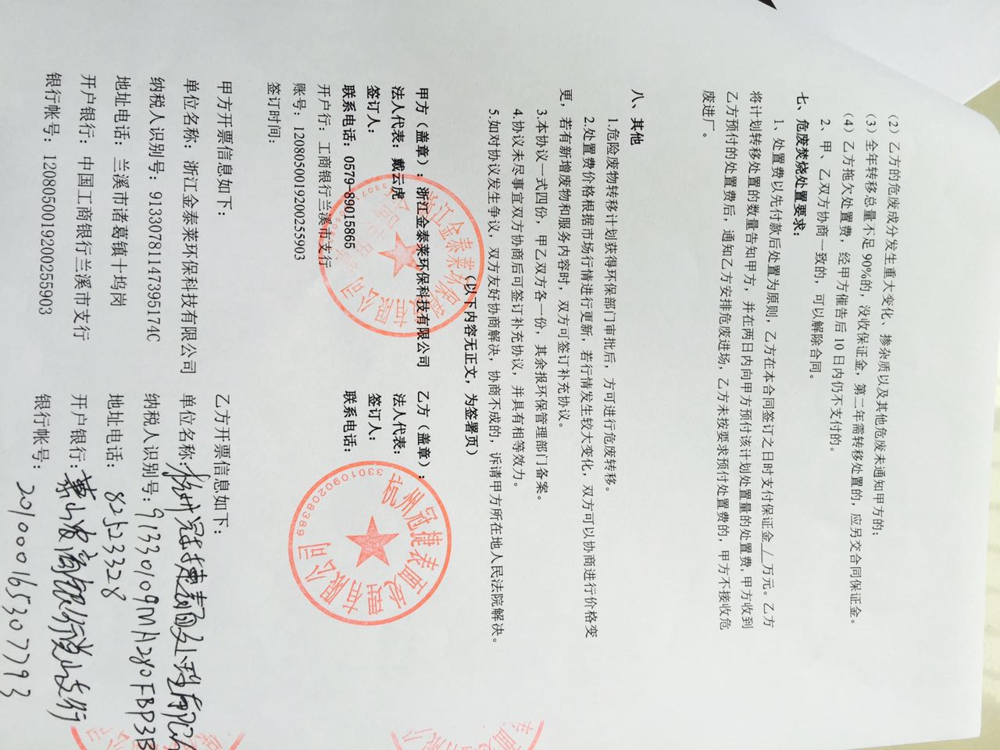 （2）乙方的危废成分发生重大变化、掺杂质以及其他危废未通知甲方的；
（3）全年转移总量不足 90%的，没收保证金，第二年需转移处置的，应另交合同保证金。
（4）乙方拖欠处置费，经甲方催告后 10 日内仍不支付的。
2、甲、乙双方协商一致的，可以解除合同。
七、危废焚烧处置要求：
1、处置费以先付款后处置为原则，乙方在本合同签订之日时支付保证金 / 万元。乙方
将计划转移处置的数量告知甲方，并在两日内向甲方预付该计划处置量的处置费,甲方收到
乙方预付的处置费后，通知乙方安排危废进场，乙方未按要求预付处置费的，甲方不接收危
废进厂。
八、其他
1.危险废物转移计划获得环保部门审批后，方可进行危废转移。
2.处置费价格根据市场行情进行更新，若行情发生较大变化，双方可以协商进行价格变
更，若有新增废物和服务内容时，双方可签订补充协议。
3.本协议一式四份，甲乙双方各一份，其余报环保管理部门备案。
4.协议未尽事宜双方协商后可签订补充协议，并具有相等效力。
5.如对协议发生争议，双方友好协商解决，协商不成的，诉请甲方所在地人民法院解决。
（以下内容无正文，为签署页）
甲方（盖章）：浙江金泰莱环保科技有限公司 乙方（盖章）：
法人代表：戴云虎 法人代表：
签订人： 签订人：
联系电话：0579-89015865 联系电话：
开户行：工商银行兰溪市支行
账号：1208050019200255903
签订时间：
浙江金泰莱环保科技有限公司
杭州冠捷表面处理有限公司
3301090208389
甲方开票信息如下： 乙方开票信息如下：
单位名称：浙江金泰莱环保科技有限公司 单位名称：杭州冠捷表面处理有限公司
纳税人识别号：91330781147395174C 纳税人识别号：91330109MA280FBP3B
地址电话：兰溪市诸葛镇十坞岗 地址电话：82523328
开户银行：中国工商银行兰溪市支行 开户银行：萧山农商银行 山支行
银行帐号：1208050019200255903 银行帐号：201000165307793